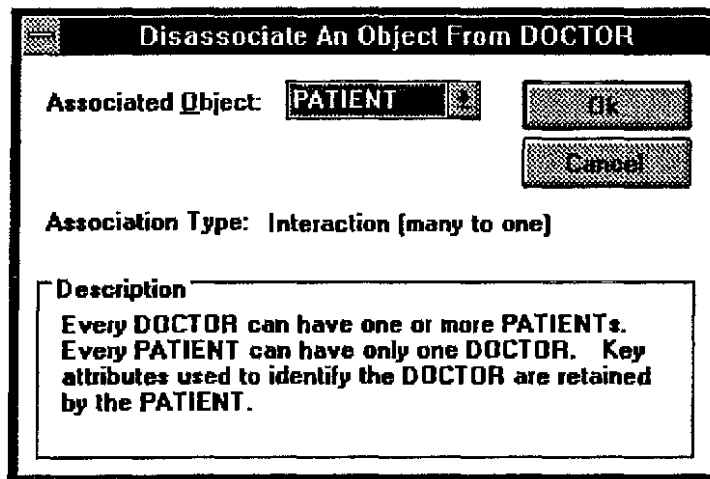 Disassociate An Object From DOCTOR
Associated Object: PATIENT
Ok
Cancel
Association Type: Interaction (many to one)
Description
Every DOCTOR can have one or more PATIENTs.
Every PATIENT can have only one DOCTOR. Key
attributes used to identify the DOCTOR are retained
by the PATIENT.